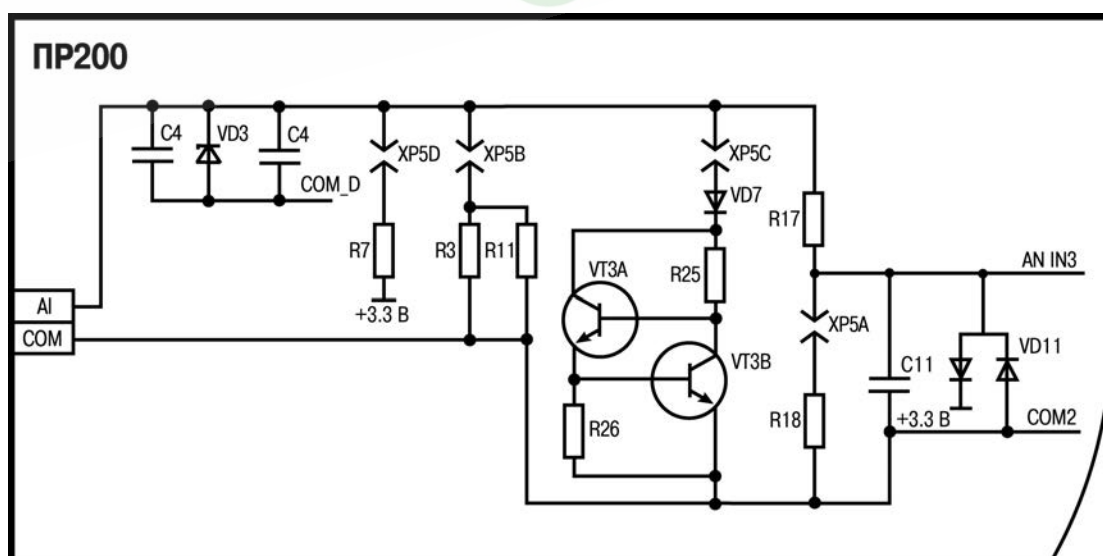 ПР200
C4
VD3
C4
COM_D
XP5D
XP5B
XP5C
VD7
R7
R3
R11
+3.3 В
VT3A
R25
VT3B
R26
R17
AN IN3
XP5A
R18
C11
VD11
+3.3 В
COM2
AI
COM